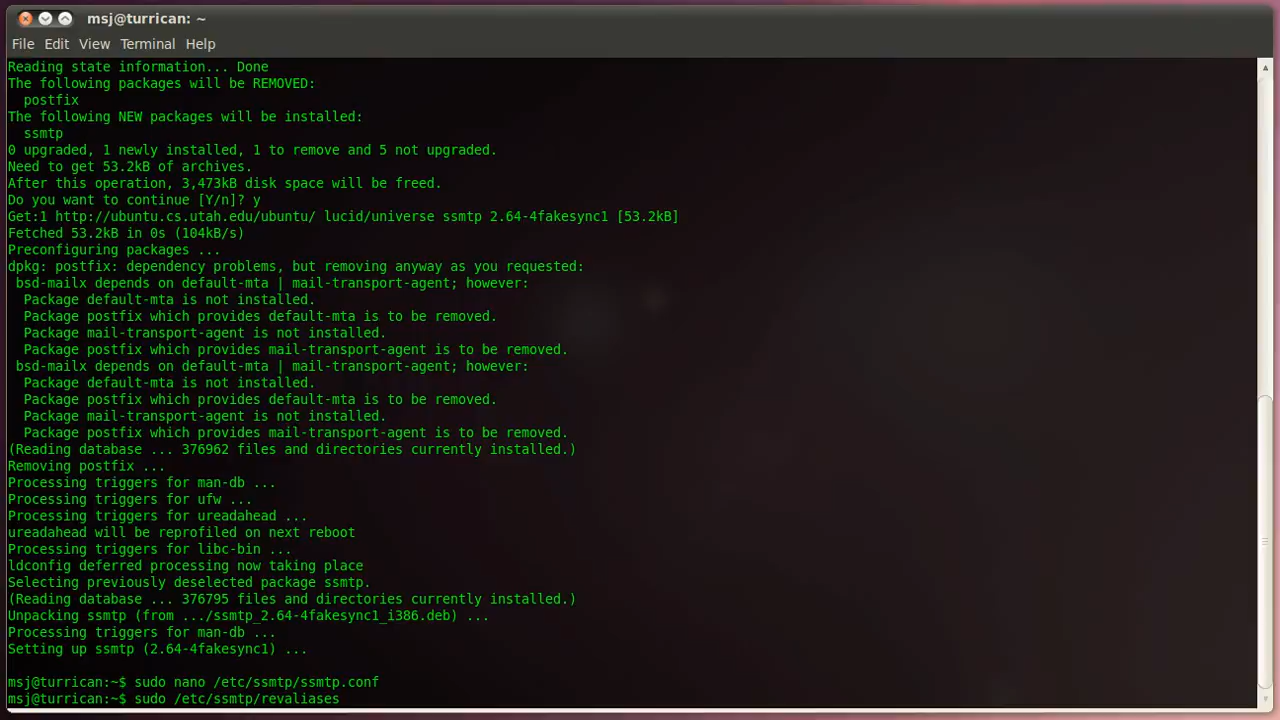 msj@turrican: ~
File Edit View Terminal Help
Reading state information... Done
The following packages will be REMOVED:
  postfix
The following NEW packages will be installed:
  ssmtp
0 upgraded, 1 newly installed, 1 to remove and 5 not upgraded.
Need to get 53.2kB of archives.
After this operation, 3,473kB disk space will be freed.
Do you want to continue [Y/n]? y
Get:1 http://ubuntu.cs.utah.edu/ubuntu/ lucid/universe ssmtp 2.64-4fakesync1 [53.2kB]
Fetched 53.2kB in 0s (104kB/s)
Preconfiguring packages ...
dpkg: postfix: dependency problems, but removing anyway as you requested:
 bsd-mailx depends on default-mta | mail-transport-agent; however:
  Package default-mta is not installed.
  Package postfix which provides default-mta is to be removed.
  Package mail-transport-agent is not installed.
  Package postfix which provides mail-transport-agent is to be removed.
 bsd-mailx depends on default-mta | mail-transport-agent; however:
  Package default-mta is not installed.
  Package postfix which provides default-mta is to be removed.
  Package mail-transport-agent is not installed.
  Package postfix which provides mail-transport-agent is to be removed.
(Reading database ... 376962 files and directories currently installed.)
Removing postfix ...
Processing triggers for man-db ...
Processing triggers for ufw ...
Processing triggers for ureadahead ...
ureadahead will be reprofiled on next reboot
Processing triggers for libc-bin ...
ldconfig deferred processing now taking place
Selecting previously deselected package ssmtp.
(Reading database ... 376795 files and directories currently installed.)
Unpacking ssmtp (from .../ssmtp_2.64-4fakesync1_i386.deb) ...
Processing triggers for man-db ...
Setting up ssmtp (2.64-4fakesync1) ...
msj@turrican:~$ sudo nano /etc/ssmtp/ssmtp.conf
msj@turrican:~$ sudo /etc/ssmtp/revaliases